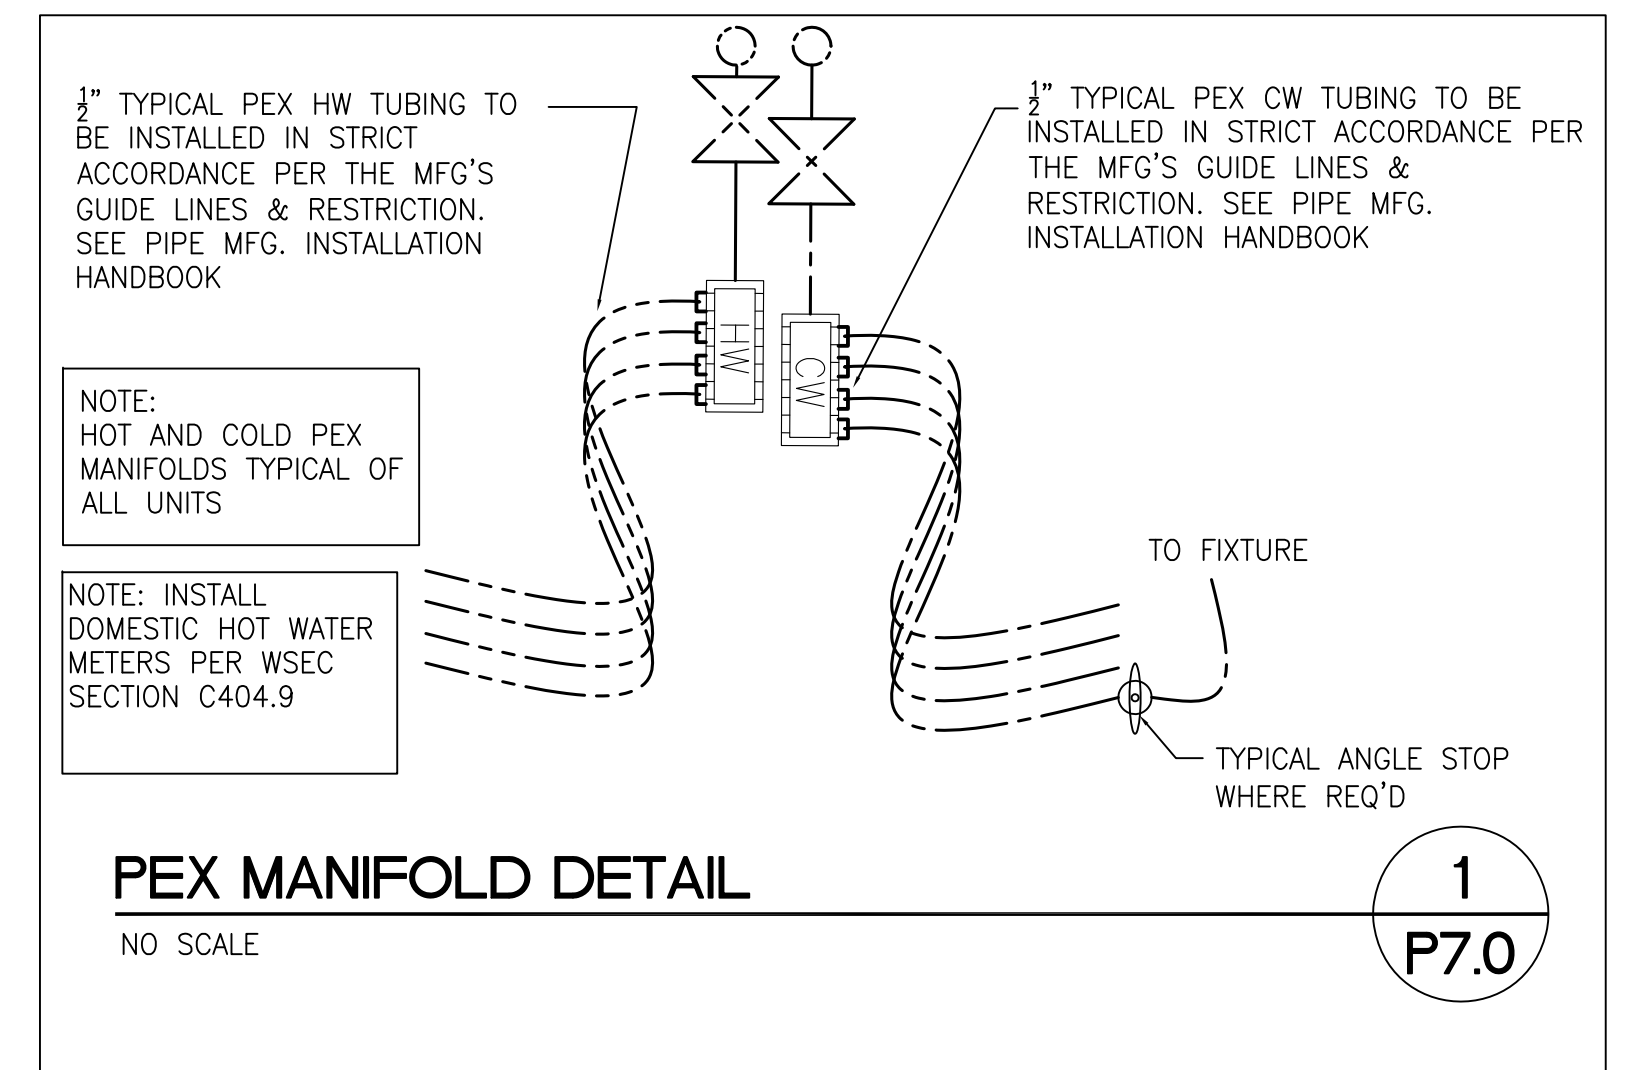 ½" TYPICAL PEX HW TUBING TO
BE INSTALLED IN STRICT
ACCORDANCE PER THE MFG'S
GUIDE LINES & RESTRICTION.
SEE PIPE MFG. INSTALLATION
HANDBOOK
½" TYPICAL PEX CW TUBING TO BE
INSTALLED IN STRICT ACCORDANCE PER
THE MFG'S GUIDE LINES &
RESTRICTION. SEE PIPE MFG.
INSTALLATION HANDBOOK
HW
CW
NOTE:
HOT AND COLD PEX
MANIFOLDS TYPICAL OF
ALL UNITS
NOTE: INSTALL
DOMESTIC HOT WATER
METERS PER WSEC
SECTION C404.9
TO FIXTURE
TYPICAL ANGLE STOP
WHERE REQ'D
PEX MANIFOLD DETAIL
NO SCALE
1
P7.0